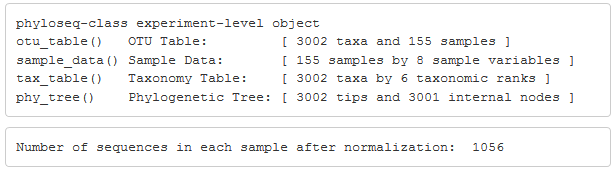 phyloseq-class experiment-level object
otu_table()   OTU Table:         [ 3002 taxa and 155 samples ]
sample_data() Sample Data:       [ 155 samples by 8 sample variables ]
tax_table()   Taxonomy Table:    [ 3002 taxa by 6 taxonomic ranks ]
phy_tree()    Phylogenetic Tree: [ 3002 tips and 3001 internal nodes ]
Number of sequences in each sample after normalization:  1056